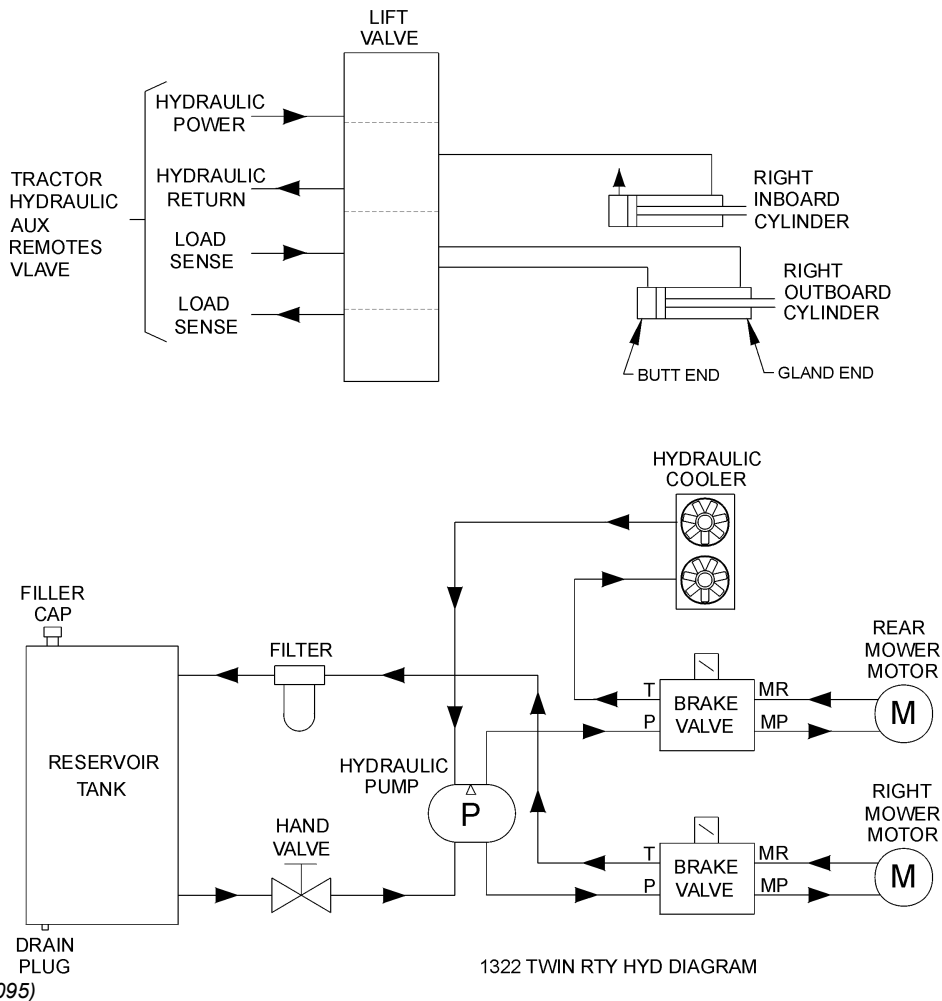 LIFT
VALVE
HYDRAULIC
POWER
HYDRAULIC
RETURN
LOAD
SENSE
LOAD
SENSE
TRACTOR
HYDRAULIC
AUX
REMOTES
VLAVE
RIGHT
INBOARD
CYLINDER
RIGHT
OUTBOARD
CYLINDER
BUTT END
GLAND END
HYDRAULIC
COOLER
FILLER
CAP
FILTER
REAR
MOWER
MOTOR
T
P
BRAKE
VALVE
MR
MP
M
RESERVOIR
TANK
HYDRAULIC
PUMP
P
HAND
VALVE
RIGHT
MOWER
MOTOR
T
P
BRAKE
VALVE
MR
MP
M
DRAIN
PLUG
1322 TWIN RTY HYD DIAGRAM
095)